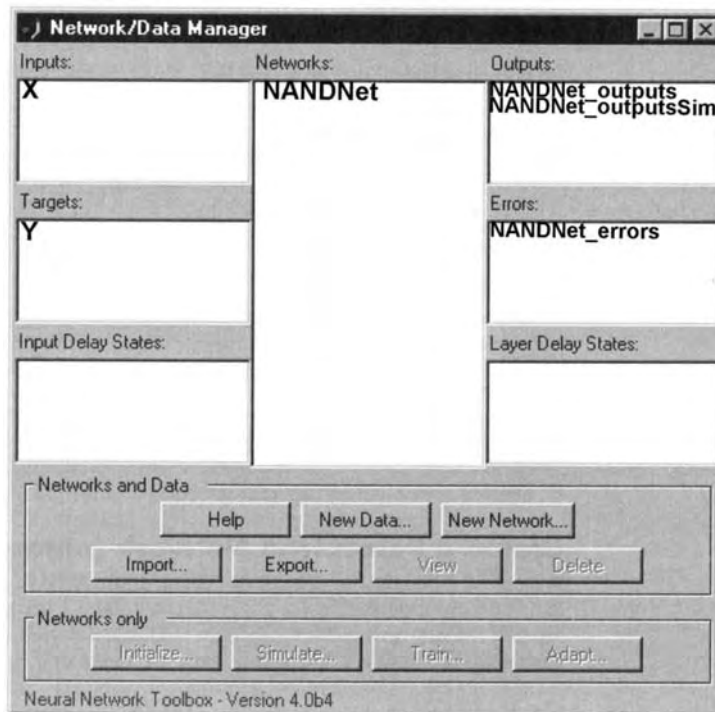 Network/Data Manager
Inputs: Networks: Outputs:
X NANDNet NANDNet_outputs
NANDNet_outputsSim
Targets: Errors:
Y NANDNet_errors
Input Delay States: Layer Delay States:
Networks and Data
Help New Data... New Network...
Import... Export... View Delete
Networks only
Initialize... Simulate... Train... Adapt...
Neural Network Toolbox - Version 4.0b4